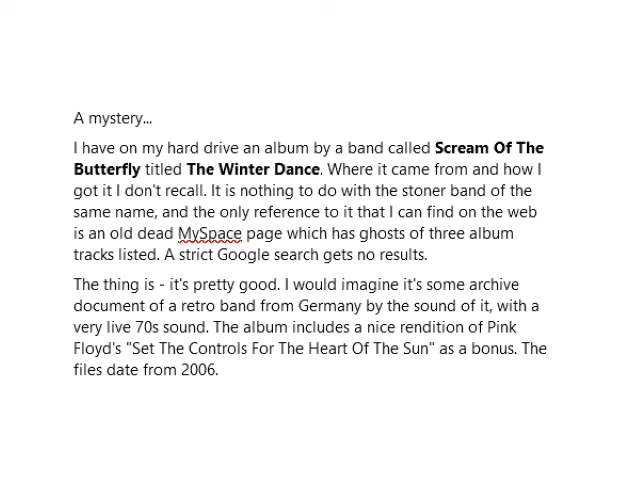 A mystery...
I have on my hard drive an album by a band called Scream Of The
Butterfly titled The Winter Dance. Where it came from and how I
got it I don't recall. It is nothing to do with the stoner band of the
same name, and the only reference to it that I can find on the web
is an old dead MySpace page which has ghosts of three album
tracks listed. A strict Google search gets no results.
The thing is - it's pretty good. I would imagine it's some archive
document of a retro band from Germany by the sound of it, with a
very live 70s sound. The album includes a nice rendition of Pink
Floyd's "Set The Controls For The Heart Of The Sun" as a bonus. The
files date from 2006.